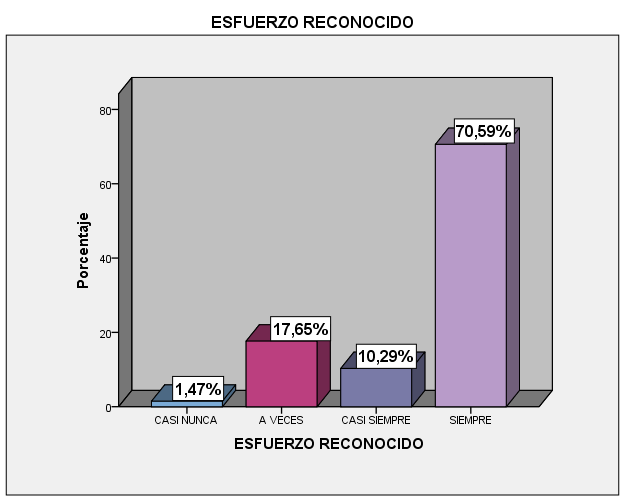 ESFUERZO RECONOCIDO
80
60
40
20
0
Porcentaje
1,47%
17,65%
10,29%
70,59%
CASI NUNCA
A VECES
CASI SIEMPRE
SIEMPRE
ESFUERZO RECONOCIDO